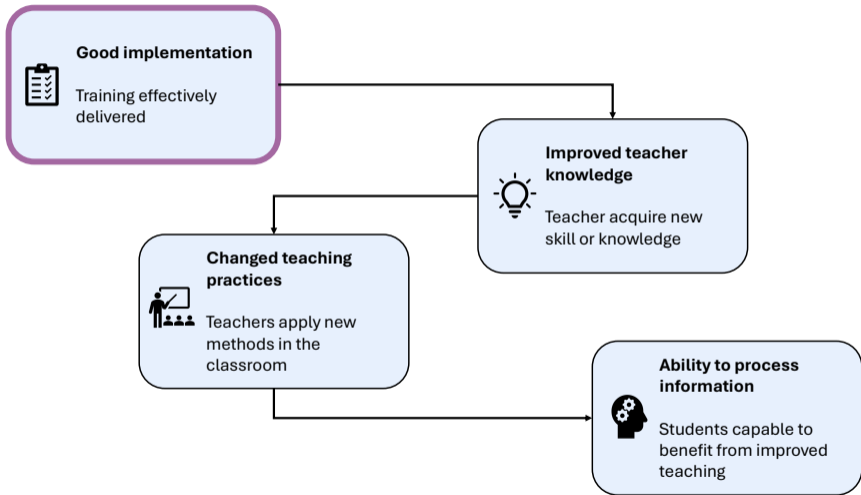 Good implementation
Training effectively
delivered
Improved teacher
knowledge
Teacher acquire new
skill or knowledge
Changed teaching
practices
Teachers apply new
methods in the
classroom
Ability to process
information
Students capable to
benefit from improved
teaching